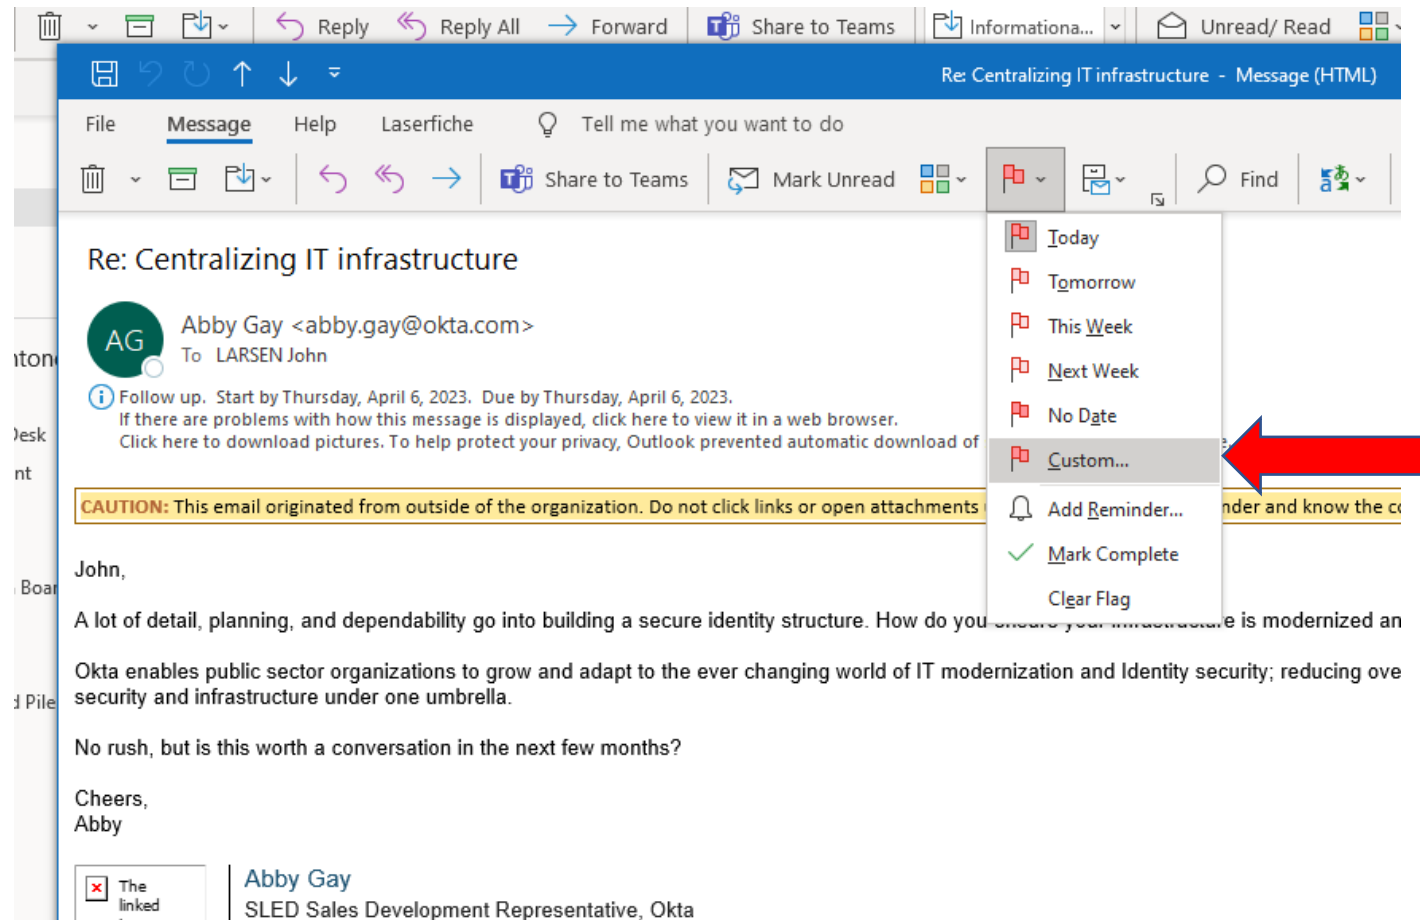 Reply Reply All Forward Share to Teams Informationa... Unread/ Read
Re: Centralizing IT infrastructure - Message (HTML)
File Message Help Laserfiche Tell me what you want to do
Share to Teams Mark Unread Find
Re: Centralizing IT infrastructure
AG
Abby Gay <abby.gay@okta.com>
To LARSEN John
Follow up. Start by Thursday, April 6, 2023. Due by Thursday, April 6, 2023.
If there are problems with how this message is displayed, click here to view it in a web browser.
Click here to download pictures. To help protect your privacy, Outlook prevented automatic download of
Today
Tomorrow
This Week
Next Week
No Date
Custom...
Add Reminder...
Mark Complete
Clear Flag
Desk
nt
Boar
d Pile
CAUTION: This email originated from outside of the organization. Do not click links or open attachments nder and know the co
John,
A lot of detail, planning, and dependability go into building a secure identity structure. How do you ensure your infrastructure is modernized an
Okta enables public sector organizations to grow and adapt to the ever changing world of IT modernization and Identity security; reducing ove
security and infrastructure under one umbrella.
No rush, but is this worth a conversation in the next few months?
Cheers,
Abby
The
linked
Abby Gay
SLED Sales Development Representative, Okta